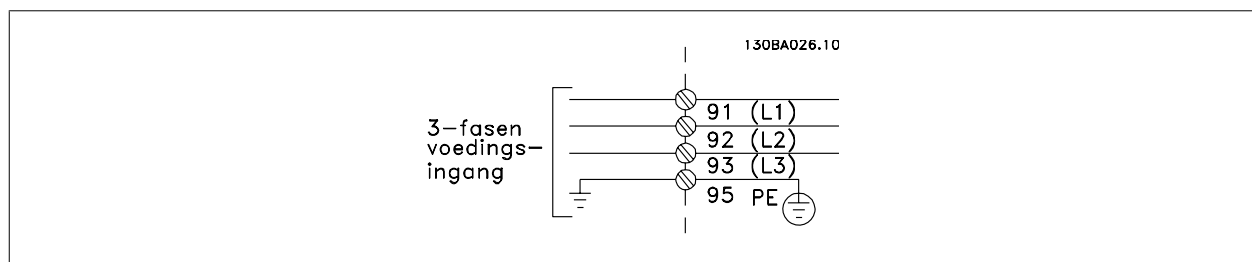 130BA026.10
3-fasen
voedings-
ingang
91 (L1)
92 (L2)
93 (L3)
95 PE